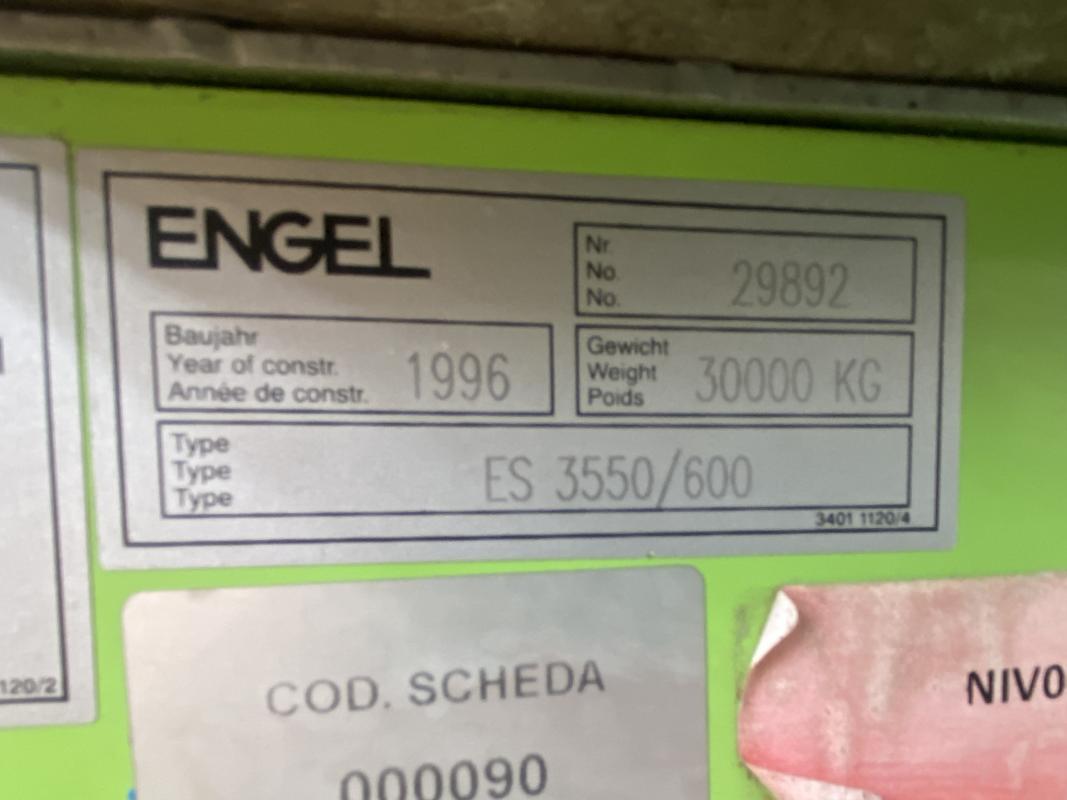 ENGEL
Nr.
No.
No.
29892
Baujahr
Year of constr.
Année de constr.
1996
Gewicht
Weight
Poids
30000 KG
Type
Type
Type
ES 3550/600
3401 1120/4
120/2
COD. SCHEDA
000090
NIVO